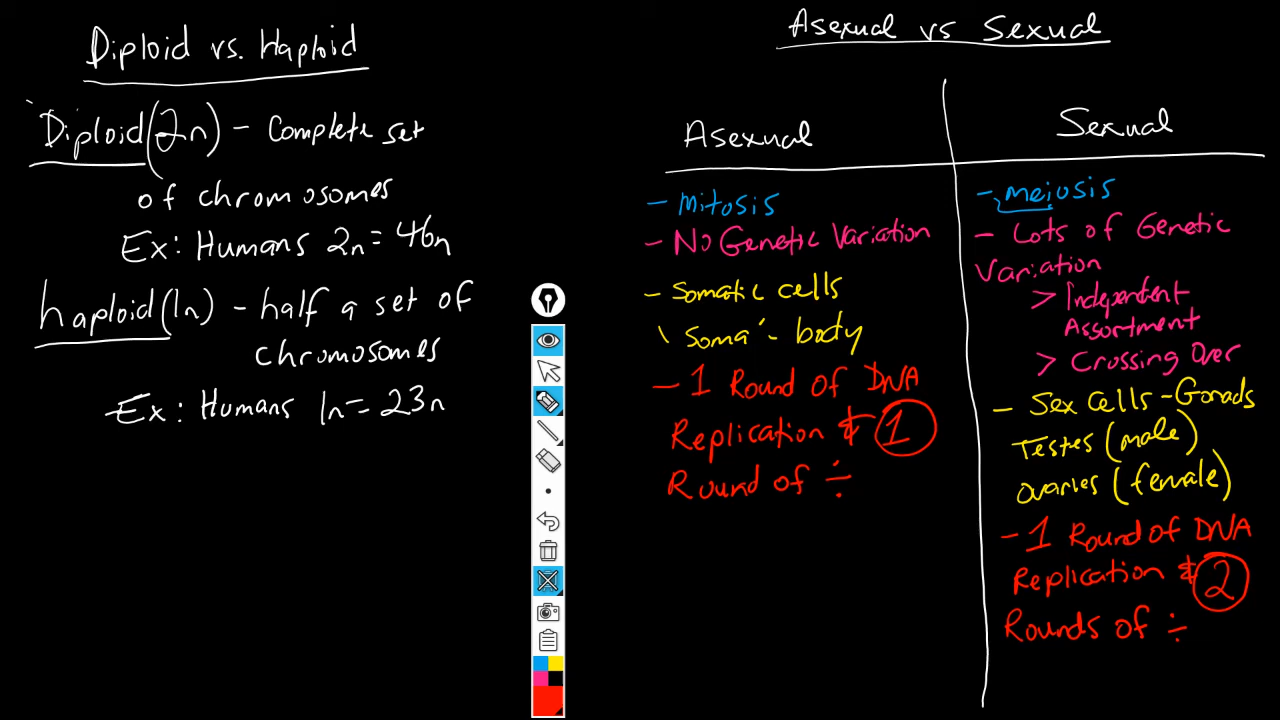 Diploid vs. Haploid
Diploid (2n) - Complete set
of chromosomes
Ex: Humans 2n = 46n
haploid (1n) - half a set of
chromosomes
Ex: Humans 1n = 23n
Asexual vs Sexual
Asexual
- Mitosis
- No Genetic Variation
- Somatic cells
\ Soma - body
- 1 Round of DNA
Replication & 1
Round of ÷
Sexual
- meiosis
- Lots of Genetic
Variation
> Independent
Assortment
> Crossing Over
- Sex cells - Gonads
Testes (male)
Ovaries (female)
- 1 Round of DNA
Replication & 2
Rounds of ÷